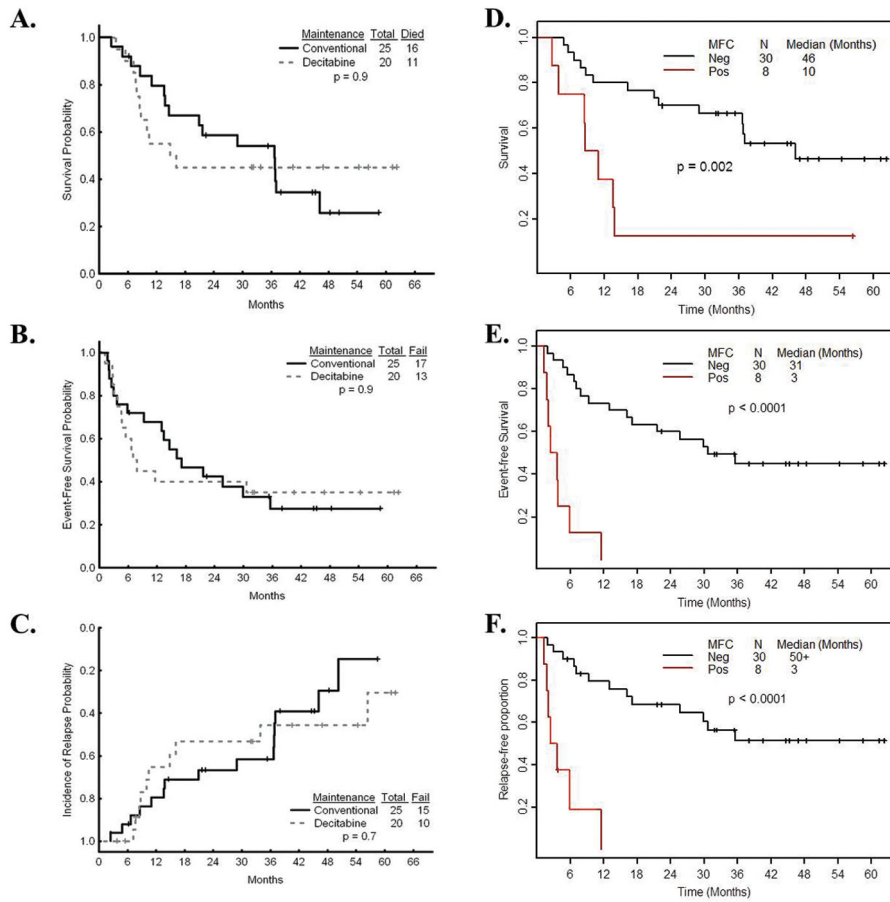 A.
Maintenance Total Died
Conventional 25 16
Decitabine 20 11
p = 0.9
Survival Probability
1.0
0.8
0.6
0.4
0.2
0.0
0 6 12 18 24 30 36 42 48 54 60 66
Months
B.
Maintenance Total Fail
Conventional 25 17
Decitabine 20 13
p = 0.9
Event-Free Survival Probability
1.0
0.8
0.6
0.4
0.2
0.0
0 6 12 18 24 30 36 42 48 54 60 66
Months
C.
Incidence of Relapse Probability
0.0
0.2
0.4
0.6
0.8
1.0
Maintenance Total Fail
Conventional 25 15
Decitabine 20 10
p = 0.7
0 6 12 18 24 30 36 42 48 54 60 66
Months
D.
MFC N Median (Months)
Neg 30 46
Pos 8 10
p = 0.002
Survival
1.0
0.8
0.6
0.4
0.2
6 12 18 24 30 36 42 48 54 60
Time (Months)
E.
MFC N Median (Months)
Neg 30 31
Pos 8 3
p < 0.0001
Event-free Survival
1.0
0.8
0.6
0.4
0.2
6 12 18 24 30 36 42 48 54 60
Time (Months)
F.
MFC N Median (Months)
Neg 30 50+
Pos 8 3
p < 0.0001
Relapse-free proportion
1.0
0.8
0.6
0.4
0.2
6 12 18 24 30 36 42 48 54 60
Time (Months)